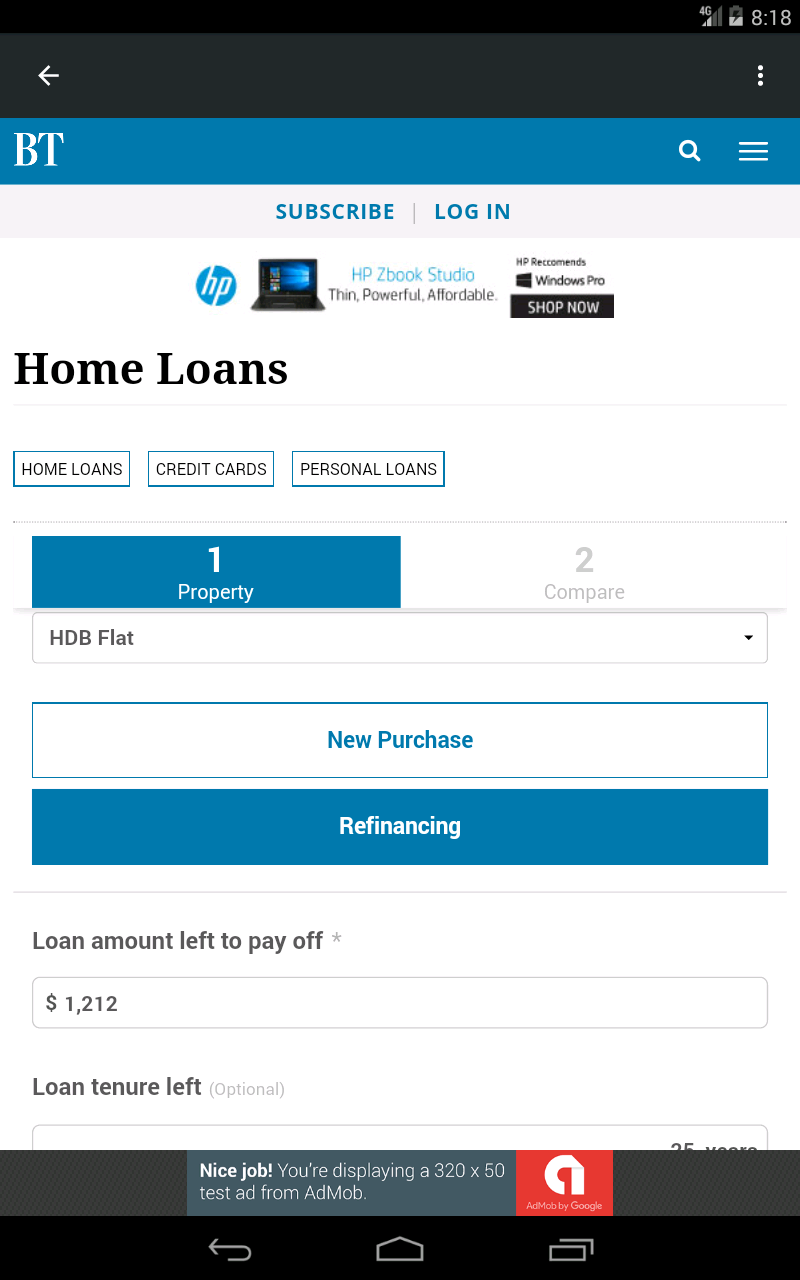 4G 8:18
BT
SUBSCRIBE | LOG IN
hp
HP Zbook Studio
Thin, Powerful, Affordable.
HP Reccomends
Windows Pro
SHOP NOW
Home Loans
HOME LOANS CREDIT CARDS PERSONAL LOANS
1 2
Property Compare
HDB Flat
New Purchase
Refinancing
Loan amount left to pay off *
$ 1,212
Loan tenure left (Optional)
25 years
Nice job! You're displaying a 320 x 50
test ad from AdMob.
AdMob by Google